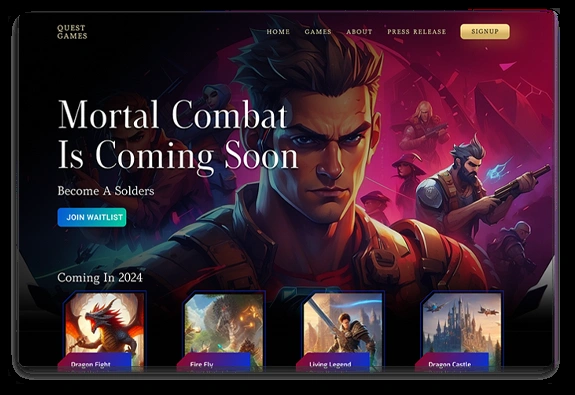 QUEST
GAMES
HOME GAMES ABOUT PRESS RELEASE SIGNUP
Mortal Combat
Is Coming Soon
Become A Solders
JOIN WAITLIST
Coming In 2024
Dragon Fight Fire Fly Living Legend Dragon Castle